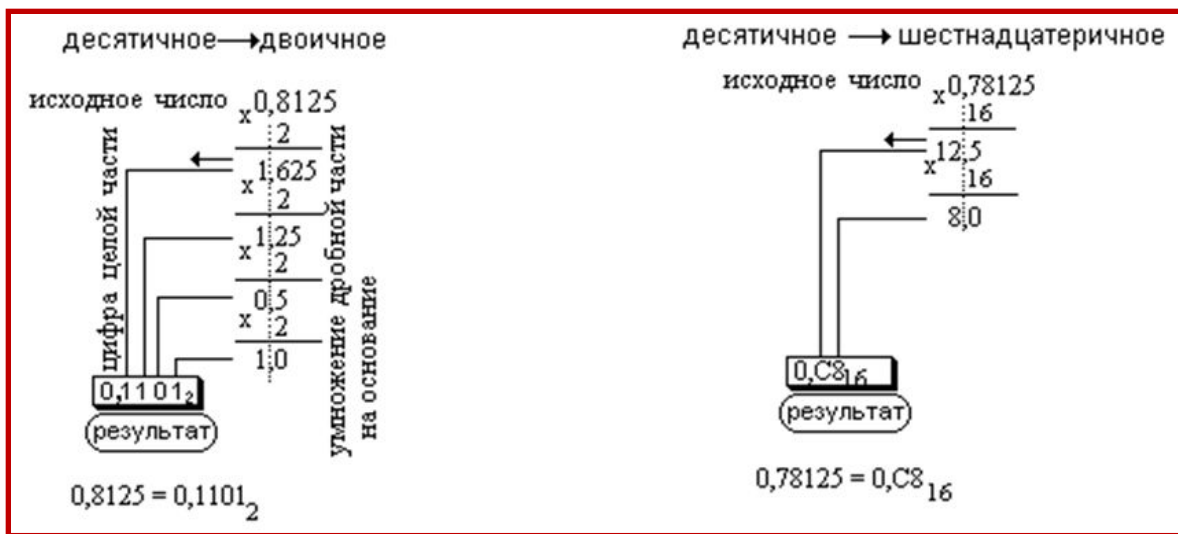 десятичное→двоичное
исходное число x0,8125
2
x1,625
2
x1,25
2
x0,5
2
1,0
цифра целой части
умножение дробной части
на основание
0,1101₂
(результат)
0,8125 = 0,1101₂
десятичное → шестнадцатеричное
исходное число x0,78125
16
x12,5
16
8,0
0,C8₁₆
(результат)
0,78125 = 0,C8₁₆